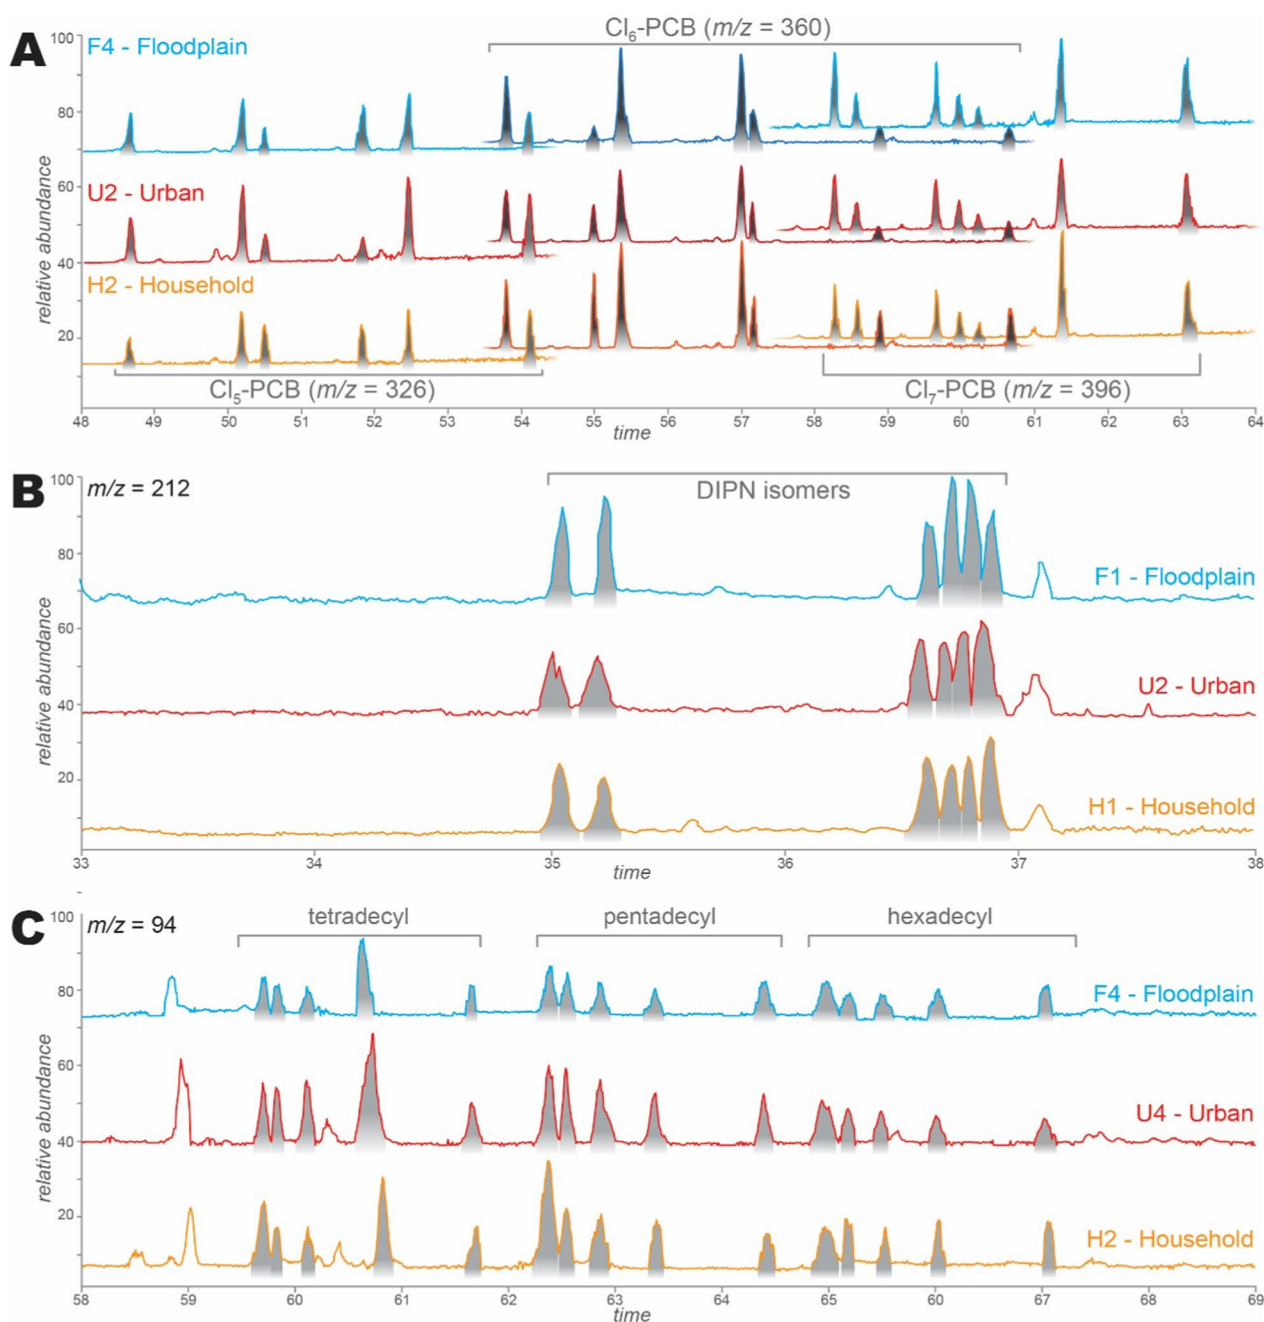 A
F4 - Floodplain
Cl6-PCB (m/z = 360)
100
80
60
40
20
relative abundance
U2 - Urban
H2 - Household
Cl5-PCB (m/z = 326)
Cl7-PCB (m/z = 396)
48 49 50 51 52 53 54 55 56 57 58 59 60 61 62 63 64
time
B
m/z = 212
DIPN isomers
100
80
60
40
20
relative abundance
F1 - Floodplain
U2 - Urban
H1 - Household
33 34 35 36 37 38
time
C
m/z = 94
tetradecyl pentadecyl hexadecyl
100
80
60
40
20
relative abundance
F4 - Floodplain
U4 - Urban
H2 - Household
58 59 60 61 62 63 64 65 60 67 68 69
time